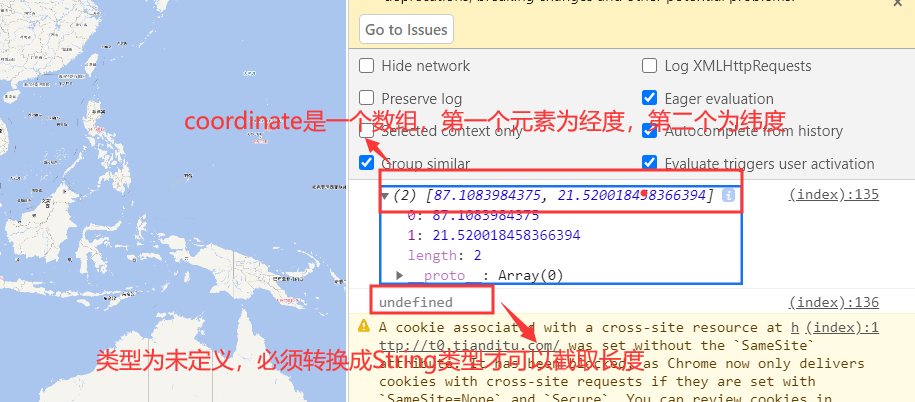 deprecations, breaking changes and other potential problems.
Go to Issues
Hide network
Log XMLHttpRequests
Preserve log
Eager evaluation
coordinate是一个数组，第一个元素为经度，第二个为纬度
Selected context only
Autocomplete from history
Group similar
Evaluate triggers user activation
(2) [87.1083984375, 21.520018458366394]
(index):135
0: 87.1083984375
1: 21.520018458366394
length: 2
__proto__: Array(0)
undefined
(index):136
A cookie associated with a cross-site resource at h (index):1
ttp://t0.tianditu.com/ was set without the `SameSite`
类型为未定义，必须转换成String类型才可以截取长度
attribute. It has been blocked, as Chrome now only delivers
cookies with cross-site requests if they are set with
`SameSite=None` and `Secure`. You can review cookies in